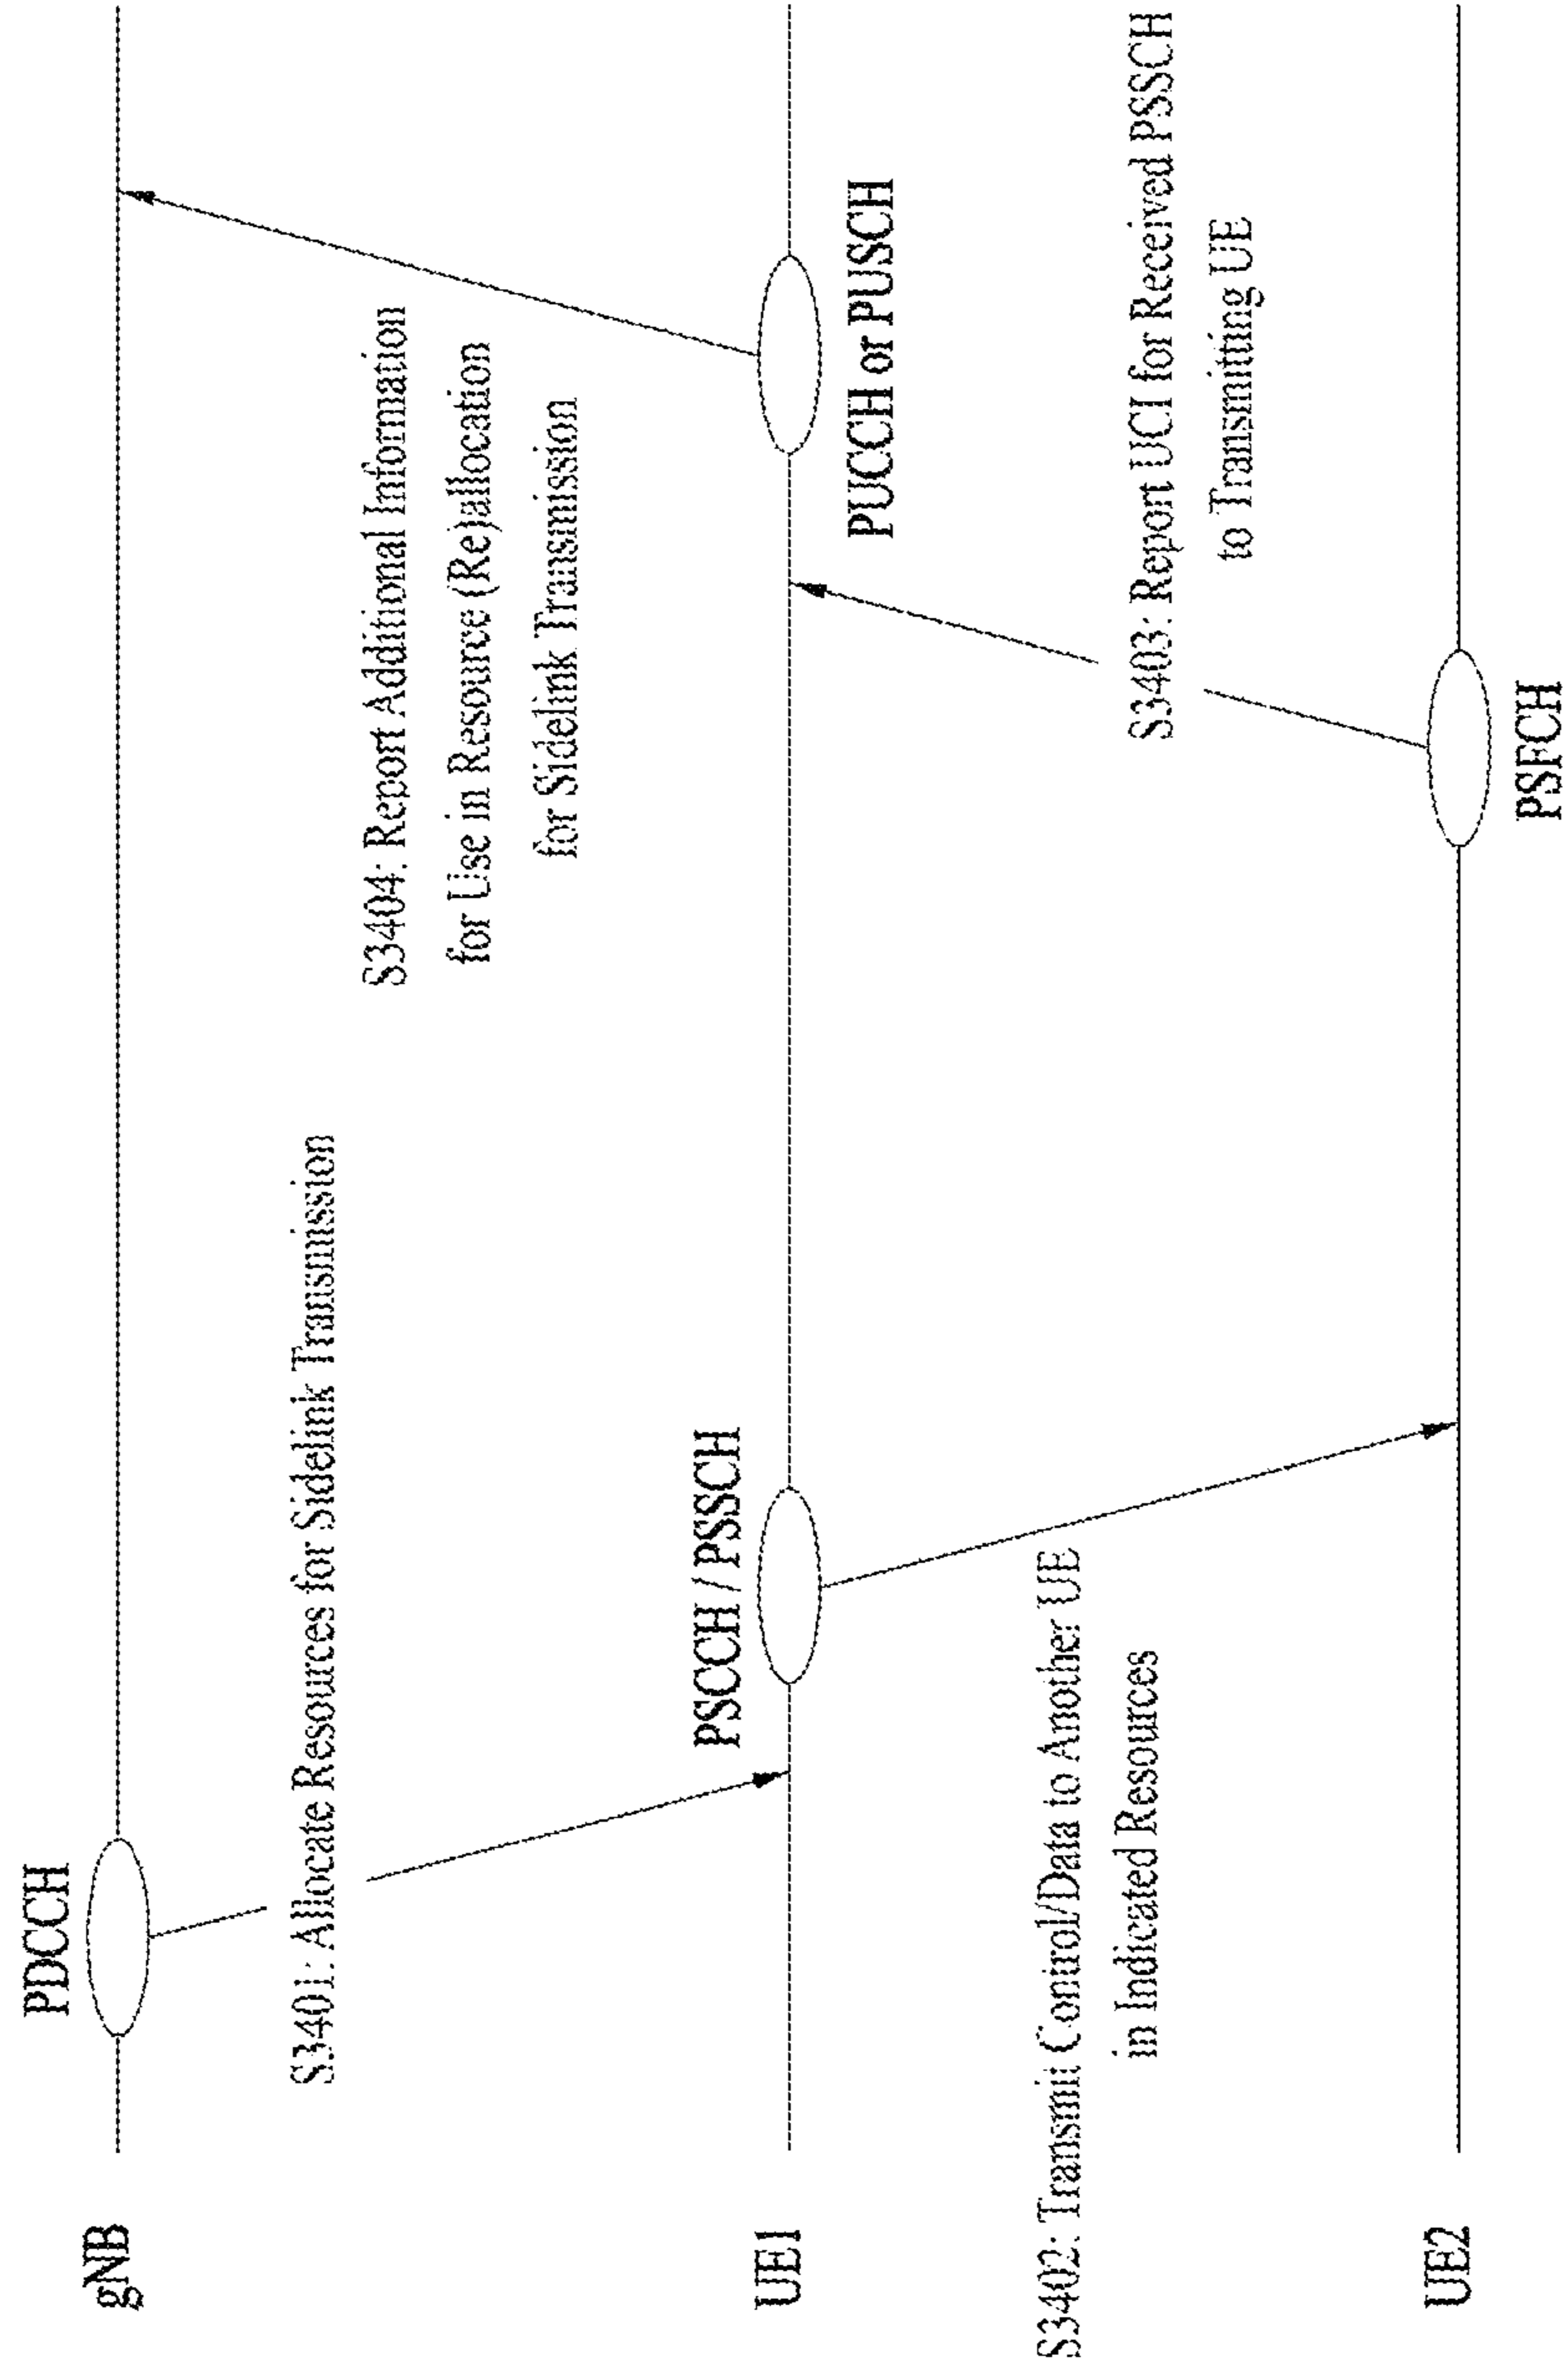 gNB
PDCCH
S3401: Allocate Resources for Sidelink Transmission
S3404: Report Additional Information
for Use in Resource (Re)allocation
for Sidelink Transmission
UE1
PSCCH / PSSCH
PUCCH or PUSCH
S3402: Transmit Control/Data to Another UE
in Indicated Resources
S3403: Report UCI for Received PSSCH
to Transmitting UE
UE2
PSFCH